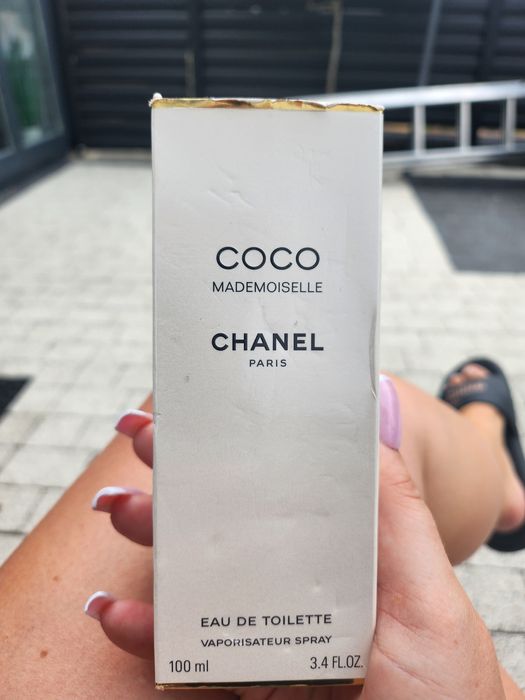 COCO
MADEMOISELLE
CHANEL
PARIS
EAU DE TOILETTE
VAPORISATEUR SPRAY
100 ml 3.4 FL.OZ.